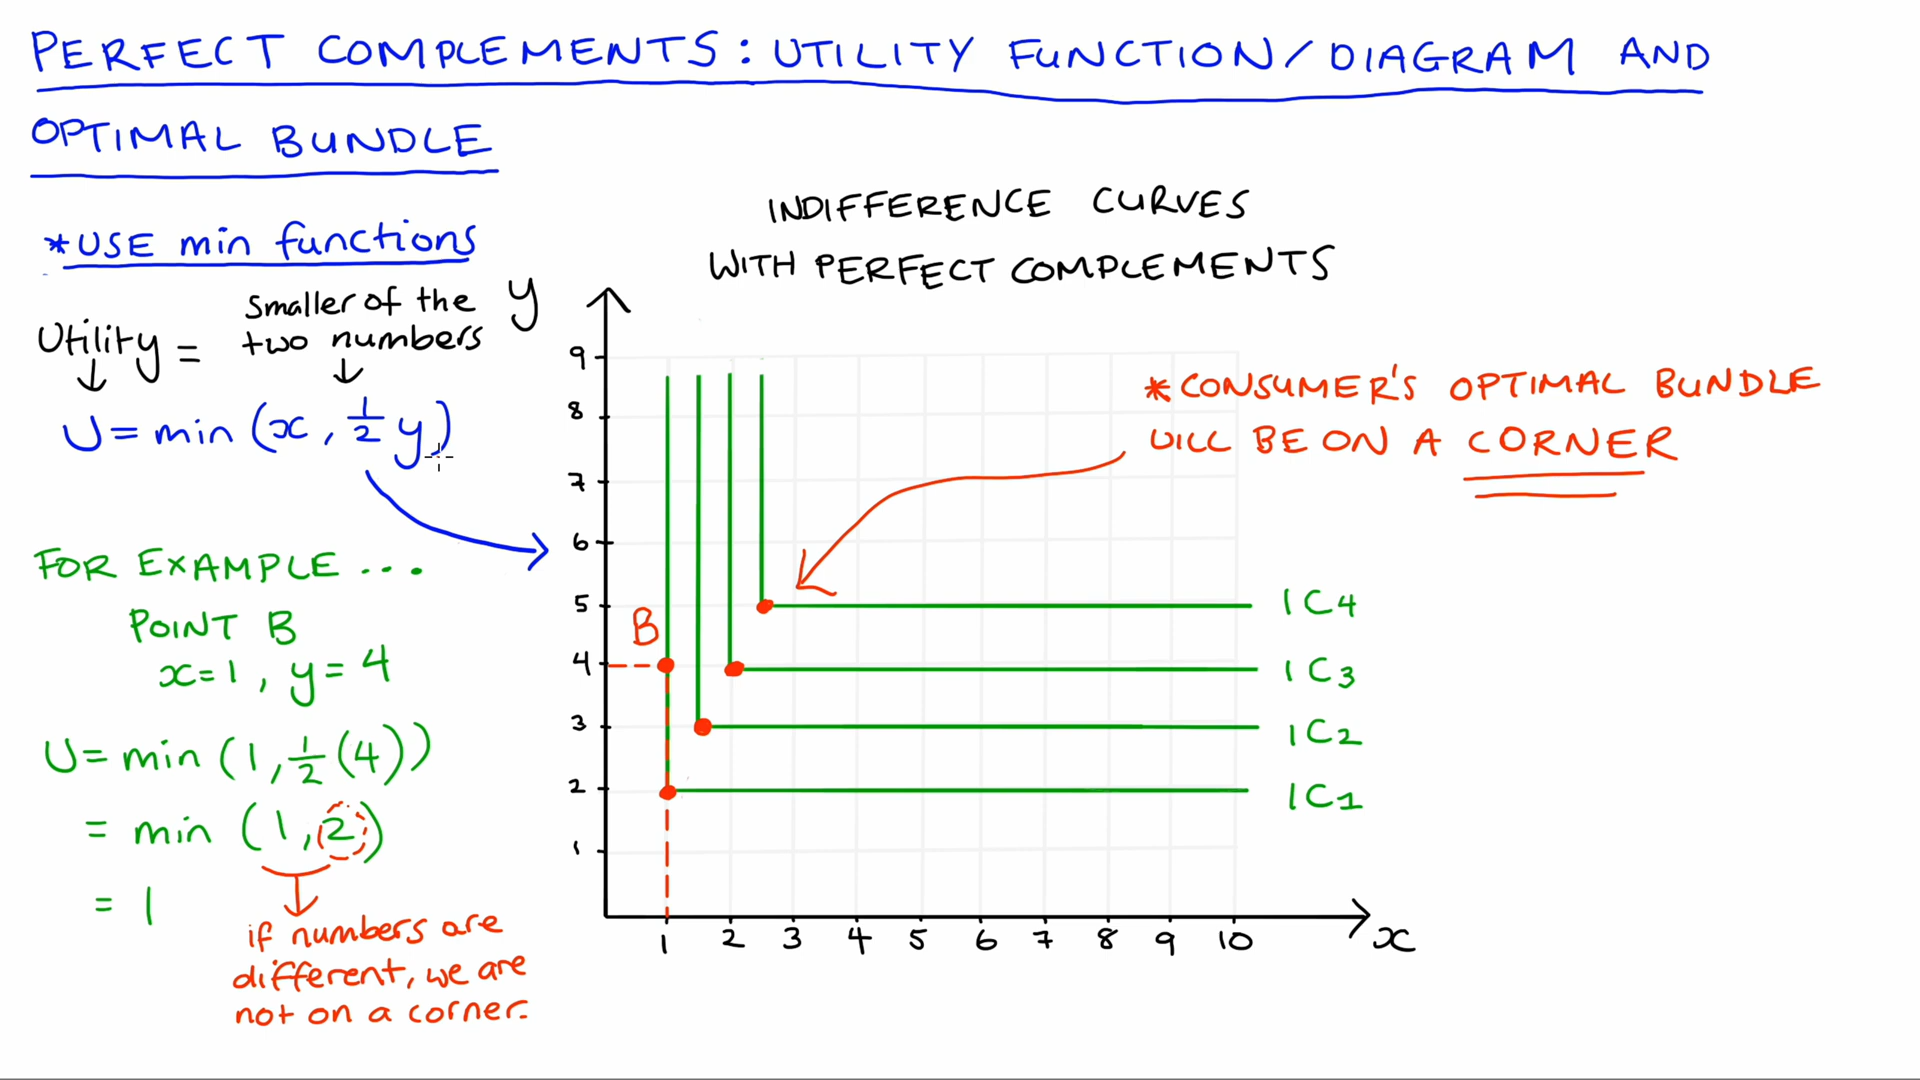 PERFECT COMPLEMENTS: UTILITY FUNCTION/DIAGRAM AND
OPTIMAL BUNDLE
*USE min functions
Utility =
smaller of the
two numbers
U = min (x, 1/2 y)
FOR EXAMPLE ...
POINT B
x=1, y=4
U= min (1, 1/2 (4))
= min (1, 2)
= 1
if numbers are
different, we are
not on a corner.
INDIFFERENCE CURVES
WITH PERFECT COMPLEMENTS
y
9
8
7
6
5
4
3
2
1
B
1 2 3 4 5 6 7 8 9 10 x
IC4
IC3
IC2
IC1
*CONSUMER'S OPTIMAL BUNDLE
WILL BE ON A CORNER